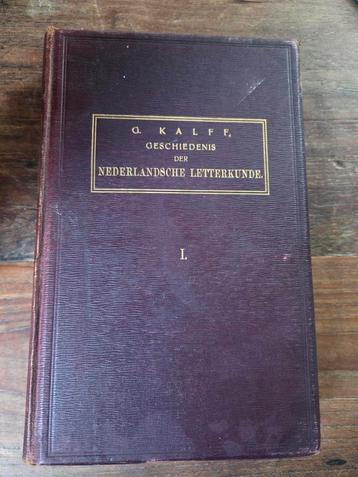 G. KALFF,
GESCHIEDENIS
DER
NEDERLANDSCHE LETTERKUNDE.
I.